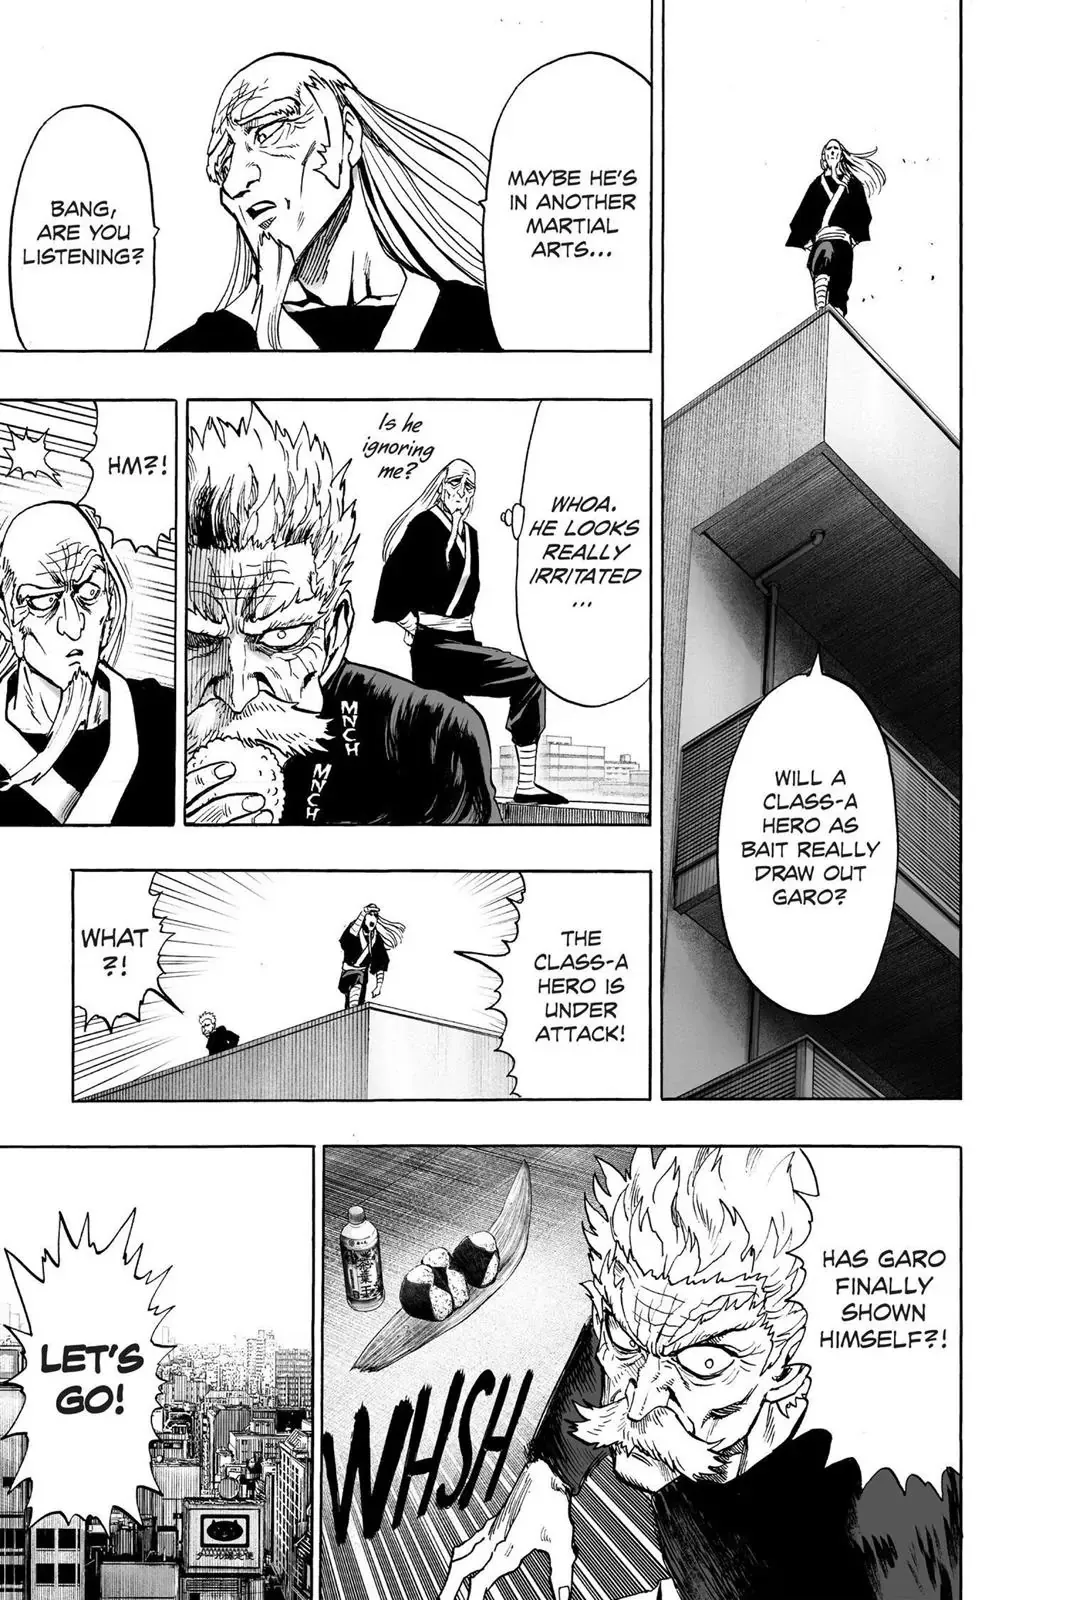 WILL A
CLASS-A
HERO AS
BAIT REALLY
DRAW OUT
GARO?
MAYBE HE'S
IN ANOTHER
MARTIAL
ARTS...
BANG,
ARE YOU
LISTENING?
WHOA.
HE LOOKS
REALLY
IRRITATED
...
Is he
ignoring
me?
MNCH
MNCH
HM?!
THE
CLASS-A
HERO IS
UNDER
ATTACK!
WHAT
?!
HAS GARO
FINALLY
SHOWN
HIMSELF?!
WHSH
LET'S
GO!